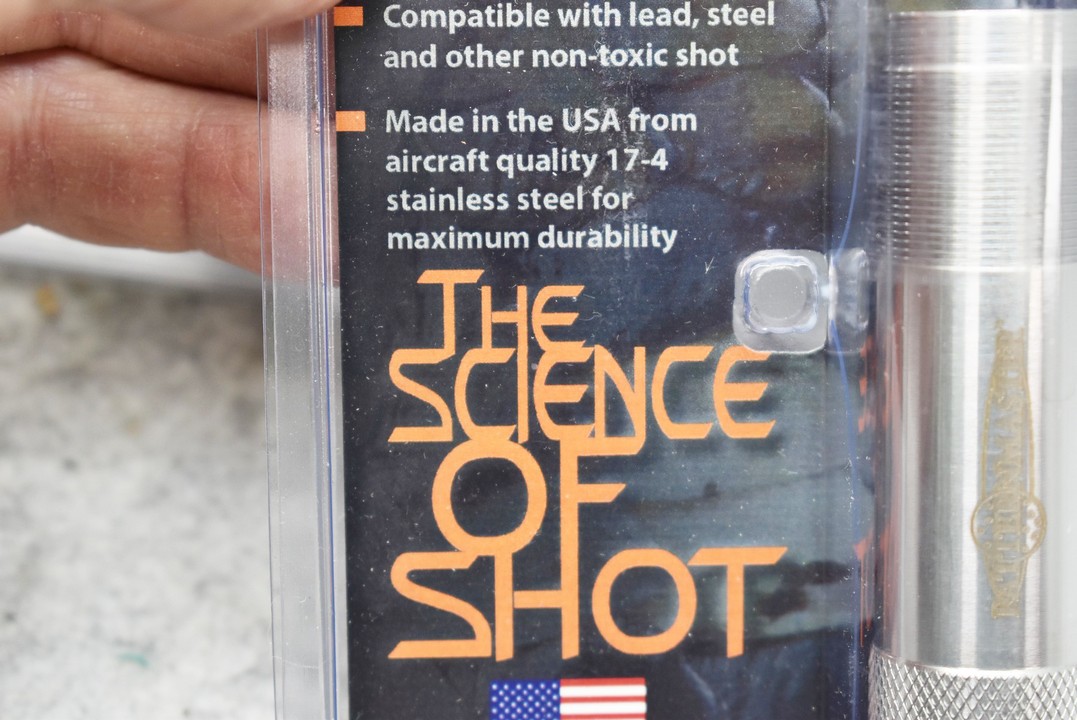 Compatible with lead, steel
and other non-toxic shot
Made in the USA from
aircraft quality 17-4
stainless steel for
maximum durability
THE
SCIENCE
OF
SHOT